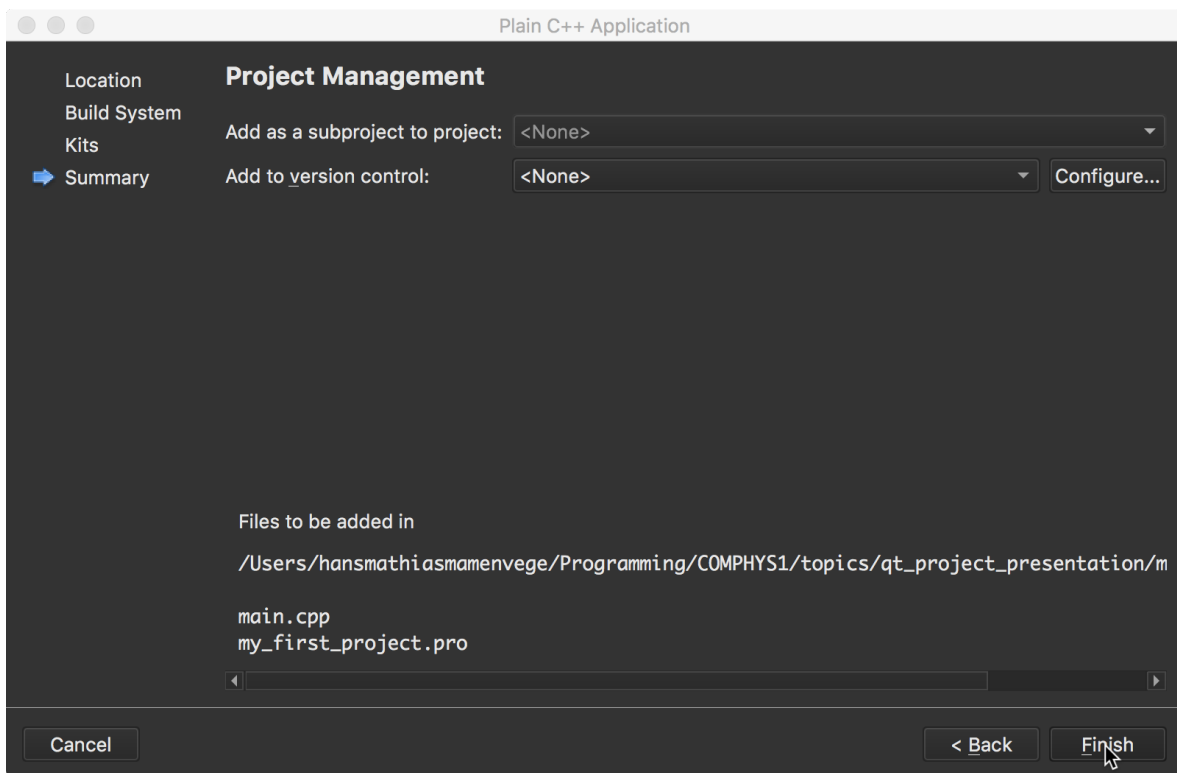 Plain C++ Application
Location
Build System
Kits
Summary
Project Management
Add as a subproject to project: <None>
Add to version control: <None> Configure...
Files to be added in
/Users/hansmathiasmamenvege/Programming/COMPHYS1/topics/qt_project_presentation/m
main.cpp
my_first_project.pro
Cancel < Back Finish